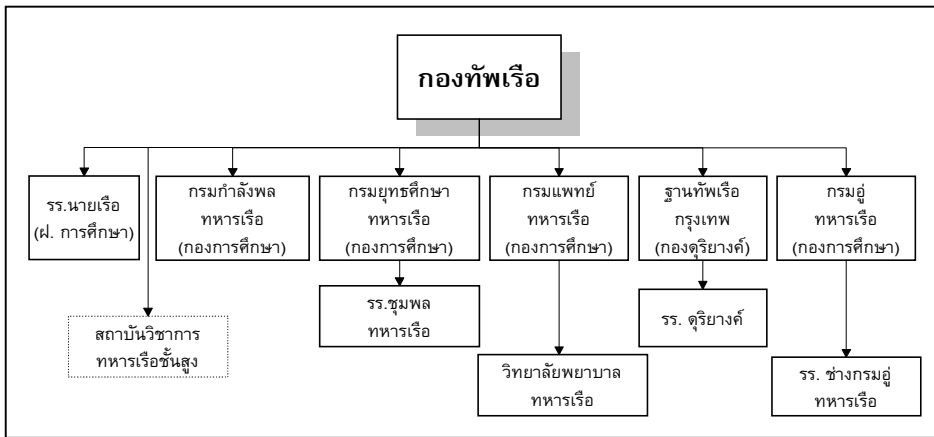 กองทัพเรือ
รร.นายเรือ
(ฝ. การศึกษา)
กรมกำลังพล
ทหารเรือ
(กองการศึกษา)
กรมยุทธศึกษา
ทหารเรือ
(กองการศึกษา)
กรมแพทย์
ทหารเรือ
(กองการศึกษา)
ฐานทัพเรือ
กรุงเทพ
(กองดุริยางค์)
กรมอู่
ทหารเรือ
(กองการศึกษา)
สถาบันวิชาการ
ทหารเรือชั้นสูง
รร.ชุมพล
ทหารเรือ
รร. ดุริยางค์
วิทยาลัยพยาบาล
ทหารเรือ
รร. ช่างกรมอู่
ทหารเรือ